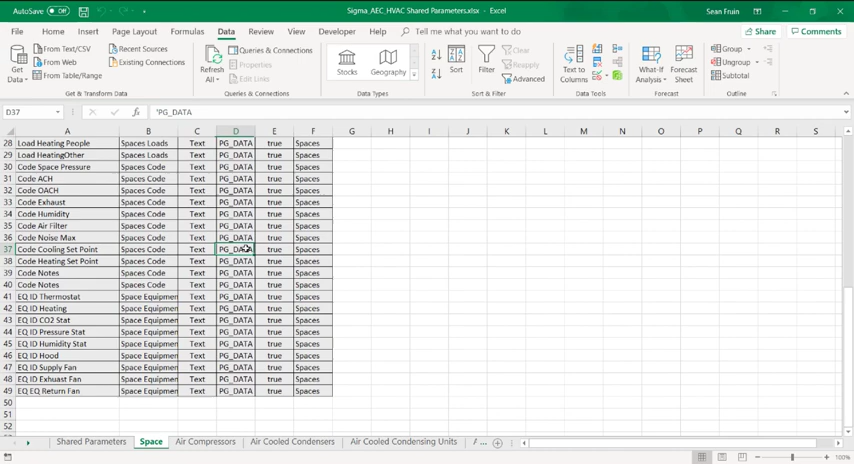 AutoSave Off Sigma_AEC_HVAC Shared Parameters.xlsx - Excel Sean Fruin
File Home Insert Draw Page Layout Formulas Data Review View Developer Help Tell me what you want to do Share Comments
Get Data From Text/CSV Recent Sources Refresh All Queries & Connections Stocks Geography Sort Filter Clear Text to Columns What-If Analysis Forecast Sheet Group
From Web Existing Connections Properties Reapply Ungroup
From Table/Range Edit Links Advanced Subtotal
Get & Transform Data Queries & Connections Data Types Sort & Filter Data Tools Forecast Outline
D37 fx 'PG_DATA
A B C D E F G H I J K L M N O P Q R S
28 Load Heating People Spaces Loads Text PG_DATA true Spaces
29 Load HeatingOther Spaces Loads Text PG_DATA true Spaces
30 Code Space Pressure Spaces Code Text PG_DATA true Spaces
31 Code ACH Spaces Code Text PG_DATA true Spaces
32 Code OACH Spaces Code Text PG_DATA true Spaces
33 Code Exhaust Spaces Code Text PG_DATA true Spaces
34 Code Humidity Spaces Code Text PG_DATA true Spaces
35 Code Air Filter Spaces Code Text PG_DATA true Spaces
36 Code Noise Max Spaces Code Text PG_DATA true Spaces
37 Code Cooling Set Point Spaces Code Text PG_DATA true Spaces
38 Code Heating Set Point Spaces Code Text PG_DATA true Spaces
39 Code Notes Spaces Code Text PG_DATA true Spaces
40 Code Notes Spaces Code Text PG_DATA true Spaces
41 EQ ID Thermostat Space Equipmen Text PG_DATA true Spaces
42 EQ ID Heating Space Equipmen Text PG_DATA true Spaces
43 EQ ID CO2 Stat Space Equipmen Text PG_DATA true Spaces
44 EQ ID Pressure Stat Space Equipmen Text PG_DATA true Spaces
45 EQ ID Humidity Stat Space Equipmen Text PG_DATA true Spaces
46 EQ ID Hood Space Equipmen Text PG_DATA true Spaces
47 EQ ID Supply Fan Space Equipmen Text PG_DATA true Spaces
48 EQ ID Exhuast Fan Space Equipmen Text PG_DATA true Spaces
49 EQ EQ Return Fan Space Equipmen Text PG_DATA true Spaces
50
51
52
Shared Parameters Space Air Compressors Air Cooled Condensers Air Cooled Condensing Units ...
100%